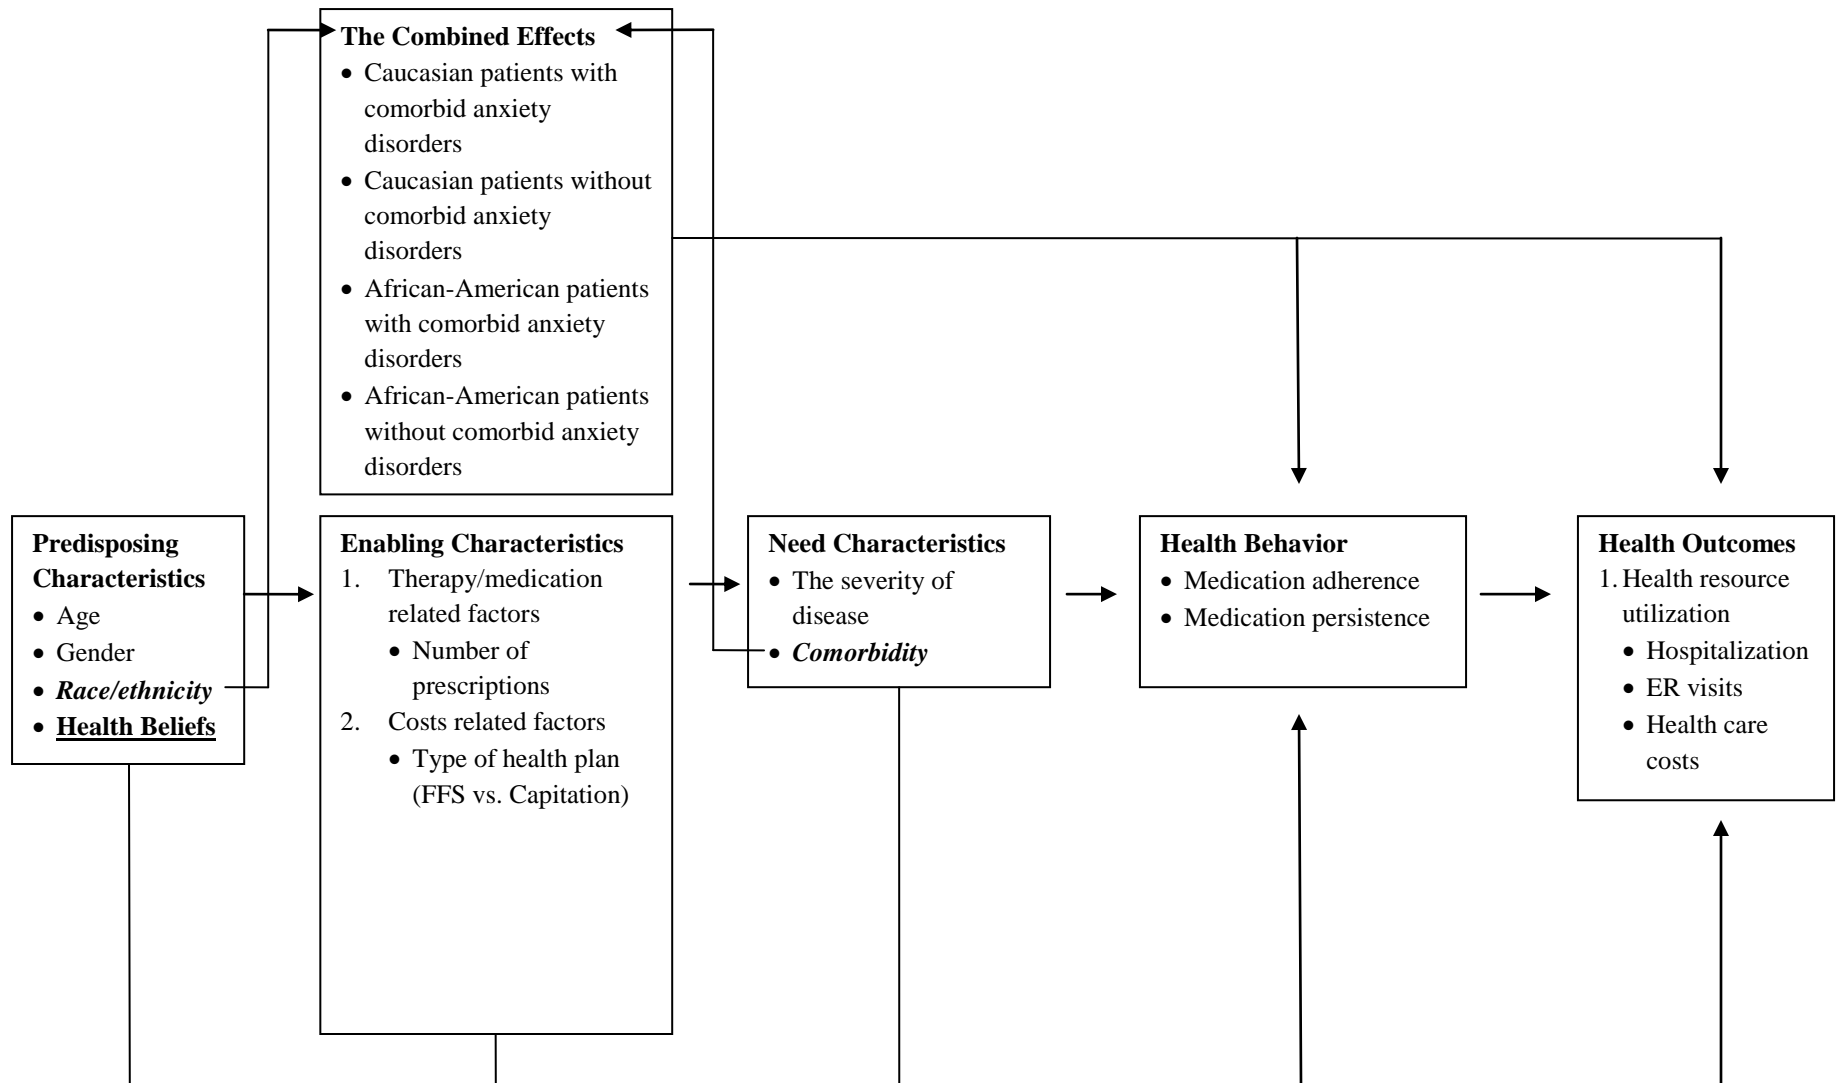 The Combined Effects
• Caucasian patients with
comorbid anxiety
disorders
• Caucasian patients without
comorbid anxiety
disorders
• African-American patients
with comorbid anxiety
disorders
• African-American patients
without comorbid anxiety
disorders
Predisposing
Characteristics
• Age
• Gender
• Race/ethnicity
• Health Beliefs
Enabling Characteristics
1. Therapy/medication
related factors
• Number of
prescriptions
2. Costs related factors
• Type of health plan
(FFS vs. Capitation)
Need Characteristics
• The severity of
disease
• Comorbidity
Health Behavior
• Medication adherence
• Medication persistence
Health Outcomes
1. Health resource
utilization
• Hospitalization
• ER visits
• Health care
costs